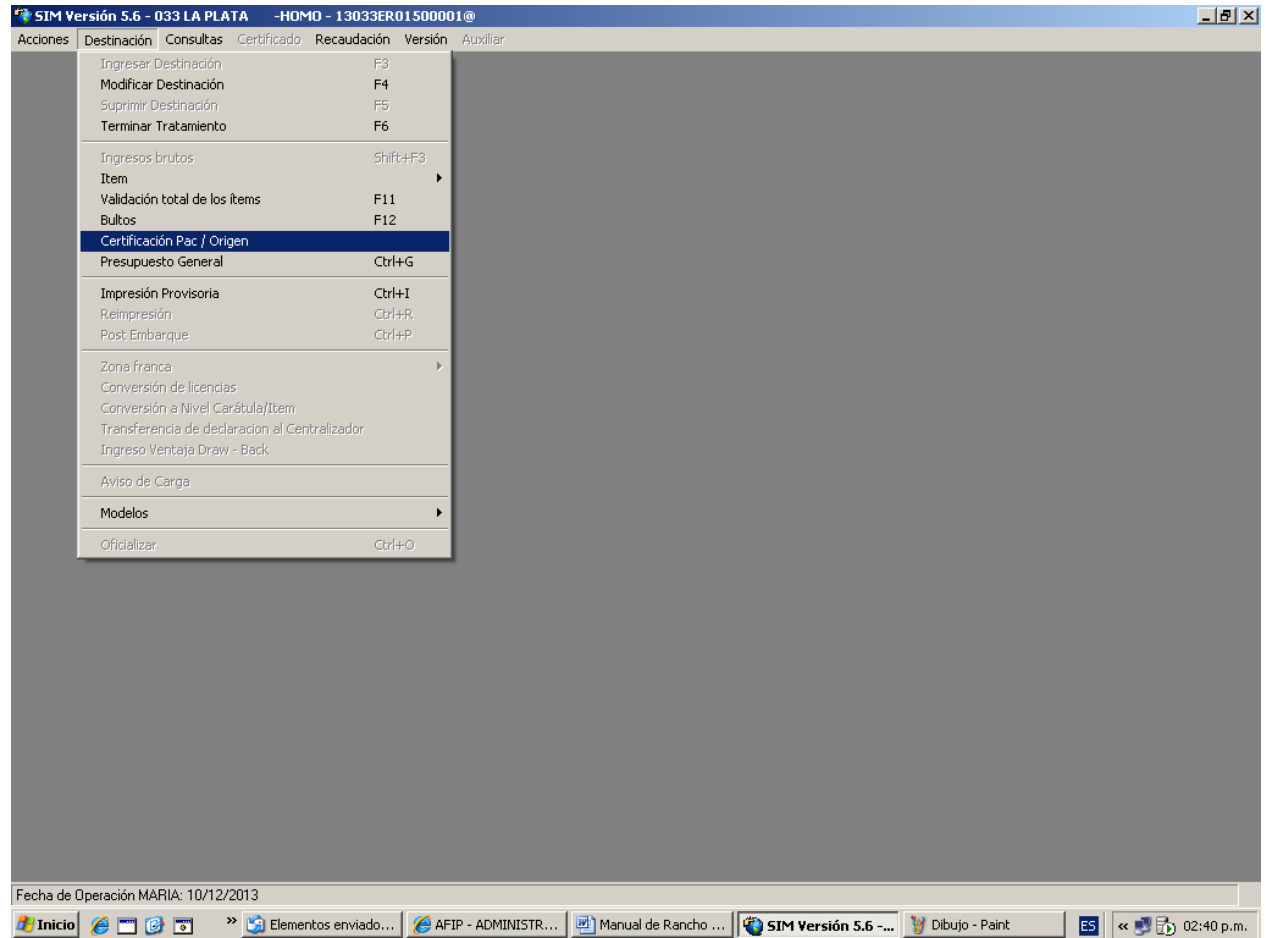 SIM Versión 5.6 - 033 LA PLATA -HOMO - 13033ER01500001@
Acciones Destinación Consultas Certificado Recaudación Versión Auxiliar
Ingresar Destinación F3
Modificar Destinación F4
Suprimir Destinación F5
Terminar Tratamiento F6
Ingresos brutos Shift+F3
Item
Validación total de los ítems F11
Bultos F12
Certificación Pac / Origen
Presupuesto General Ctrl+G
Impresión Provisoria Ctrl+I
Reimpresión Ctrl+R
Post Embarque Ctrl+P
Zona franca
Conversión de licencias
Conversión a Nivel Carátula/Item
Transferencia de declaracion al Centralizador
Ingreso Ventaja Draw - Back
Aviso de Carga
Modelos
Oficializar Ctrl+O
Fecha de Operación MARIA: 10/12/2013
Inicio » Elementos enviado... AFIP - ADMINISTR... Manual de Rancho ... SIM Versión 5.6 -... Dibujo - Paint ES « 02:40 p.m.